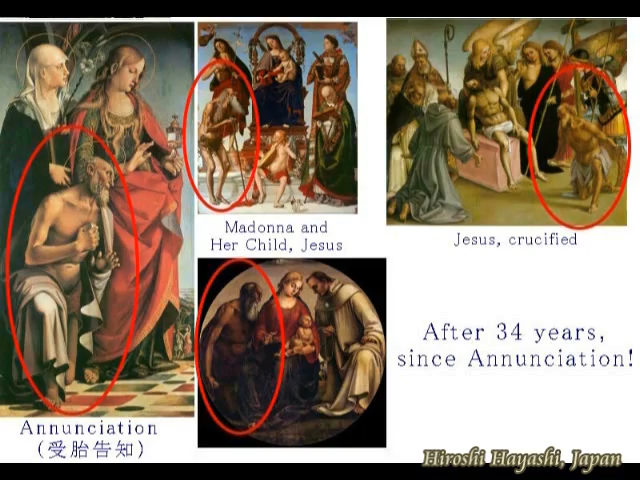 Madonna and
Her Child, Jesus
Jesus, crucified
After 34 years,
since Annunciation!
Annunciation
(受胎告知)
Hiroshi Hayashi, Japan